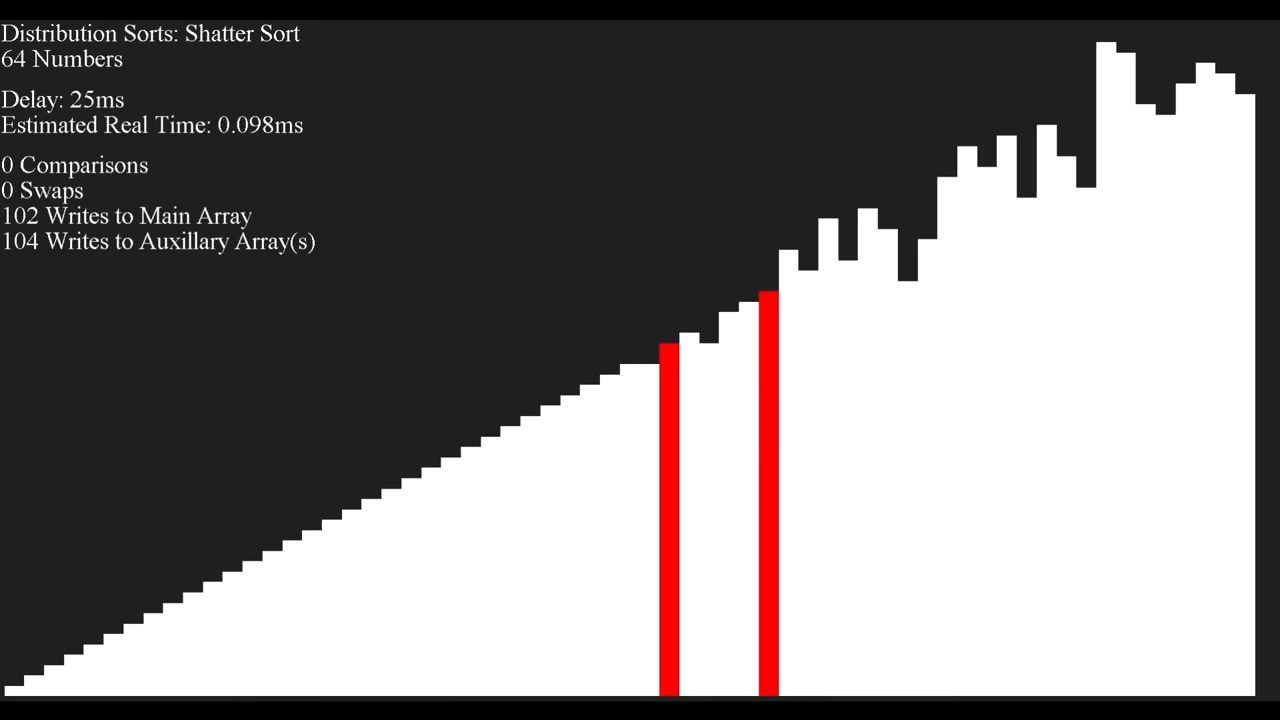 Distribution Sorts: Shatter Sort
64 Numbers
Delay: 25ms
Estimated Real Time: 0.098ms
0 Comparisons
0 Swaps
102 Writes to Main Array
104 Writes to Auxillary Array(s)